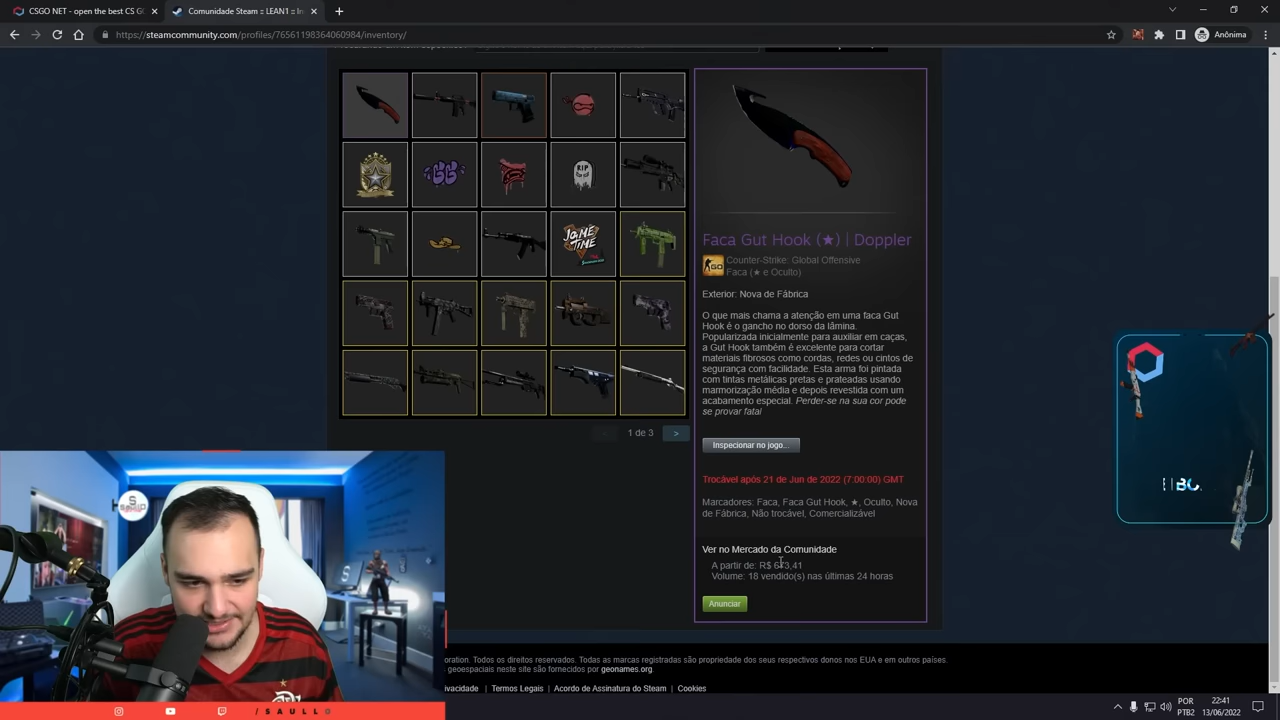 CSGO NET - open the best CS G
Comunidade Steam :: LEAN1 :: In
https://steamcommunity.com/profiles/76561198364060984/inventory/
Anônima
RIP
GAME
TIME
Faca Gut Hook (★) | Doppler
Counter-Strike: Global Offensive
Faca (★ e Oculto)
Exterior: Nova de Fábrica
O que mais chama a atenção em uma faca Gut
Hook é o gancho no dorso da lâmina.
Popularizada inicialmente para auxiliar em caças,
a Gut Hook também é excelente para cortar
materiais fibrosos como cordas, redes ou cintos de
segurança com facilidade. Esta arma foi pintada
com tintas metálicas pretas e prateadas usando
marmorização média e depois revestida com um
acabamento especial. Perder-se na sua cor pode
se provar fatal
1 de 3 >
Inspecionar no jogo...
Trocável após 21 de Jun de 2022 (7:00:00) GMT
Marcadores: Faca, Faca Gut Hook, ★, Oculto, Nova
de Fábrica, Não trocável, Comercializável
Ver no Mercado da Comunidade
A partir de: R$ 673,41
Volume: 18 vendido(s) nas últimas 24 horas
Anunciar
oration. Todos os direitos reservados. Todas as marcas registradas são propriedade dos seus respectivos donos nos EUA e em outros países.
geoespaciais neste site são fornecidos por geonames.org.
ivacidade | Termos Legais | Acordo de Assinatura do Steam | Cookies
/SAULL
POR
PTB2
22:41
13/06/2022